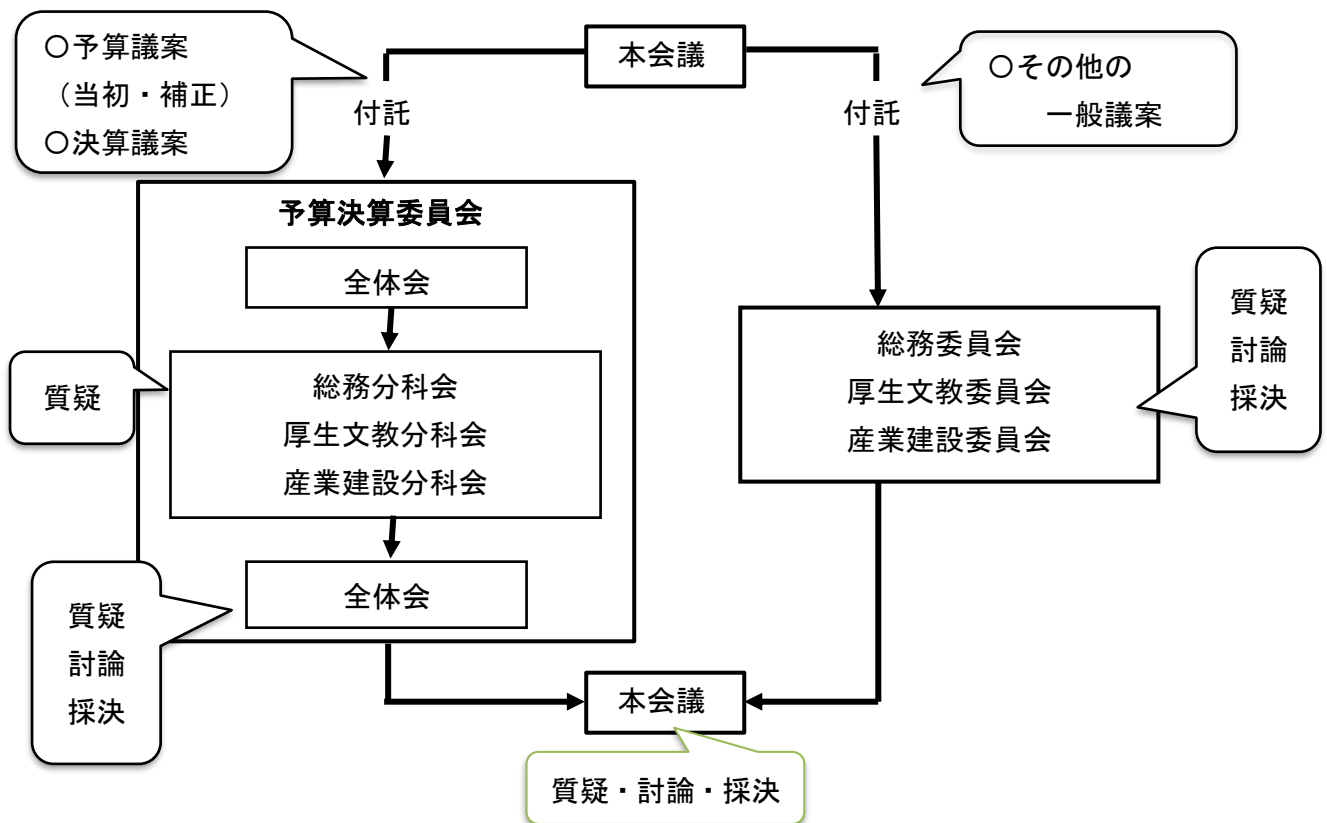 本会議
〇予算議案
（当初・補正）
〇決算議案
付託
〇その他の
一般議案
付託
予算決算委員会
全体会
総務分科会
厚生文教分科会
産業建設分科会
質疑
全体会
質疑
討論
採決
総務委員会
厚生文教委員会
産業建設委員会
質疑
討論
採決
本会議
質疑・討論・採決